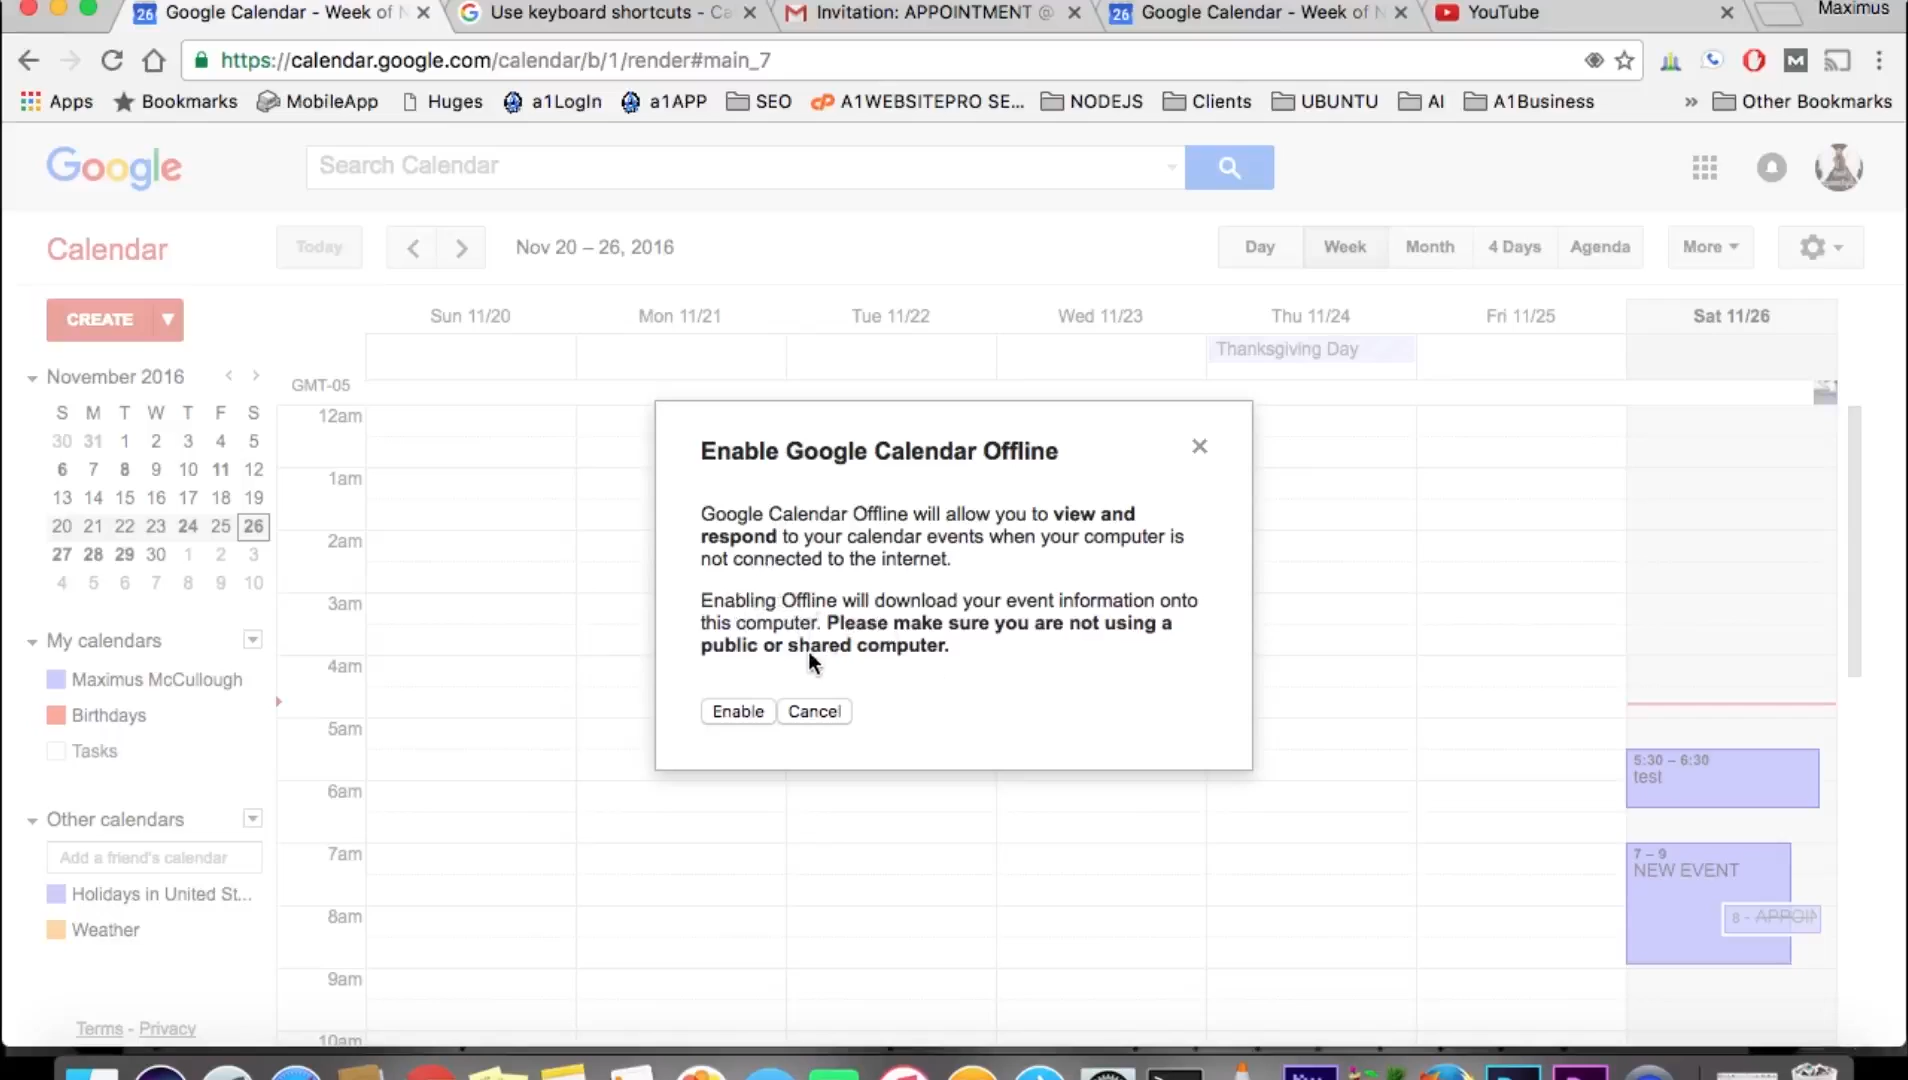 Google Calendar - Week of N
Use keyboard shortcuts - Ca
Invitation: APPOINTMENT @
Google Calendar - Week of N
YouTube
Maximus
https://calendar.google.com/calendar/b/1/render#main_7
Apps
Bookmarks
MobileApp
Huges
a1LogIn
a1APP
SEO
A1WEBSITEPRO SE...
NODEJS
Clients
UBUNTU
AI
A1Business
»
Other Bookmarks
Google
Search Calendar
Calendar
Today
Nov 20 – 26, 2016
Day
Week
Month
4 Days
Agenda
More
CREATE
Sun 11/20
Mon 11/21
Tue 11/22
Wed 11/23
Thu 11/24
Fri 11/25
Sat 11/26
Thanksgiving Day
GMT-05
November 2016
S M T W T F S
30 31 1 2 3 4 5
6 7 8 9 10 11 12
13 14 15 16 17 18 19
20 21 22 23 24 25 26
27 28 29 30 1 2 3
4 5 6 7 8 9 10
My calendars
Maximus McCullough
Birthdays
Tasks
Other calendars
Add a friend's calendar
Holidays in United St...
Weather
Terms - Privacy
12am
1am
2am
3am
4am
5am
6am
7am
8am
9am
10am
Enable Google Calendar Offline
Google Calendar Offline will allow you to view and
respond to your calendar events when your computer is
not connected to the internet.
Enabling Offline will download your event information onto
this computer. Please make sure you are not using a
public or shared computer.
Enable
Cancel
5:30 – 6:30
test
7 – 9
NEW EVENT
8 - APPOIN